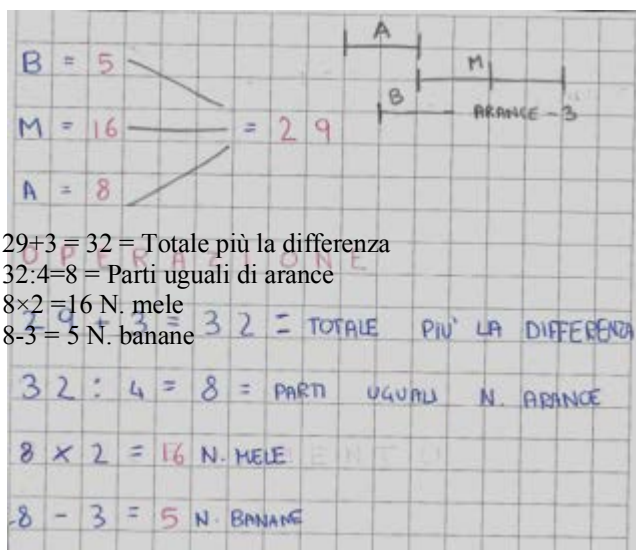 A
B = 5
M
B
ARANCE - 3
M = 16 = 29
A = 8
29+3 = 32 = Totale più la differenza
OPERAZIONE
32:4=8 = Parti uguali di arance
8×2 =16 N. mele
8-3 = 5 N. banane
29 + 3 = 32 = TOTALE PIU' LA DIFFERENZA
32 : 4 = 8 = PARTI UGUALI N. ARANCE
8 x 2 = 16 N. MELE
8 - 3 = 5 N. BANANE